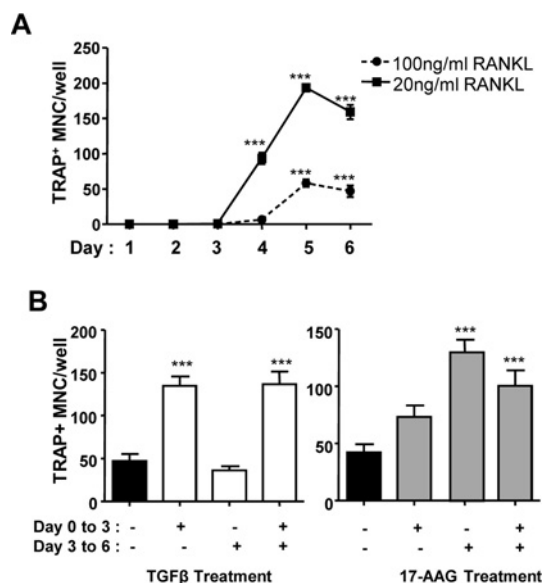 A
TRAP+ MNC/well
250
200
150
100
50
0
100ng/ml RANKL
20ng/ml RANKL
***
***
***
***
***
Day : 1 2 3 4 5 6
B
TRAP+ MNC/well
200
150
100
50
0
*** ***
150
100
50
0
***
***
Day 0 to 3 : - + - + - + - +
Day 3 to 6 : - - + + - - + +
TGFβ Treatment 17-AAG Treatment